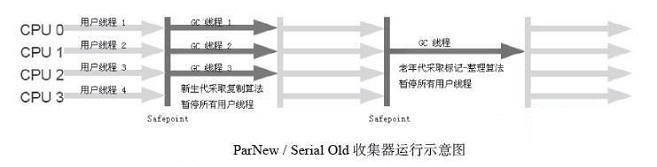 CPU 0
用户线程 1
GC 线程 1
CPU 1
用户线程 2
GC 线程 2
GC 线程
CPU 2
用户线程 3
GC 线程 3
老年代采取标记-整理算法
暂停所有用户线程
CPU 3
用户线程 4
新生代采取复制算法
暂停所有用户线程
Safepoint
Safepoint
ParNew / Serial Old 收集器运行示意图